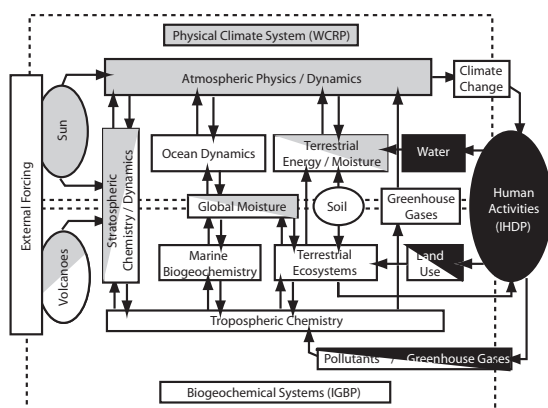 Physical Climate System (WCRP)
Atmospheric Physics / Dynamics
Climate
Change
External Forcing
Sun
Stratospheric
Chemistry / Dynamics
Ocean Dynamics
Terrestrial
Energy / Moisture
Water
Human
Activities
(IHDP)
Global Moisture
Soil
Greenhouse
Gases
Volcanoes
Marine
Biogeochemistry
Terrestrial
Ecosystems
Land
Use
Tropospheric Chemistry
Pollutants / Greenhouse Gases
Biogeochemical Systems (IGBP)